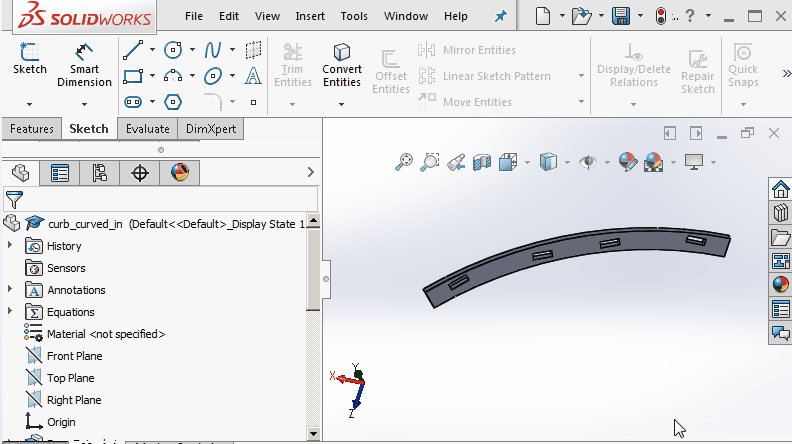 SOLIDWORKS File Edit View Insert Tools Window Help ?
Sketch Smart Dimension Trim Entities Convert Entities Offset Entities Mirror Entities Display/Delete Relations Repair Sketch Quick Snaps
Linear Sketch Pattern
Move Entities
Features Sketch Evaluate DimXpert
curb_curved_in (Default<<Default>_Display State 1
History
Sensors
Annotations
Equations
Material <not specified>
Front Plane
Top Plane
Right Plane
Origin
X Y Z